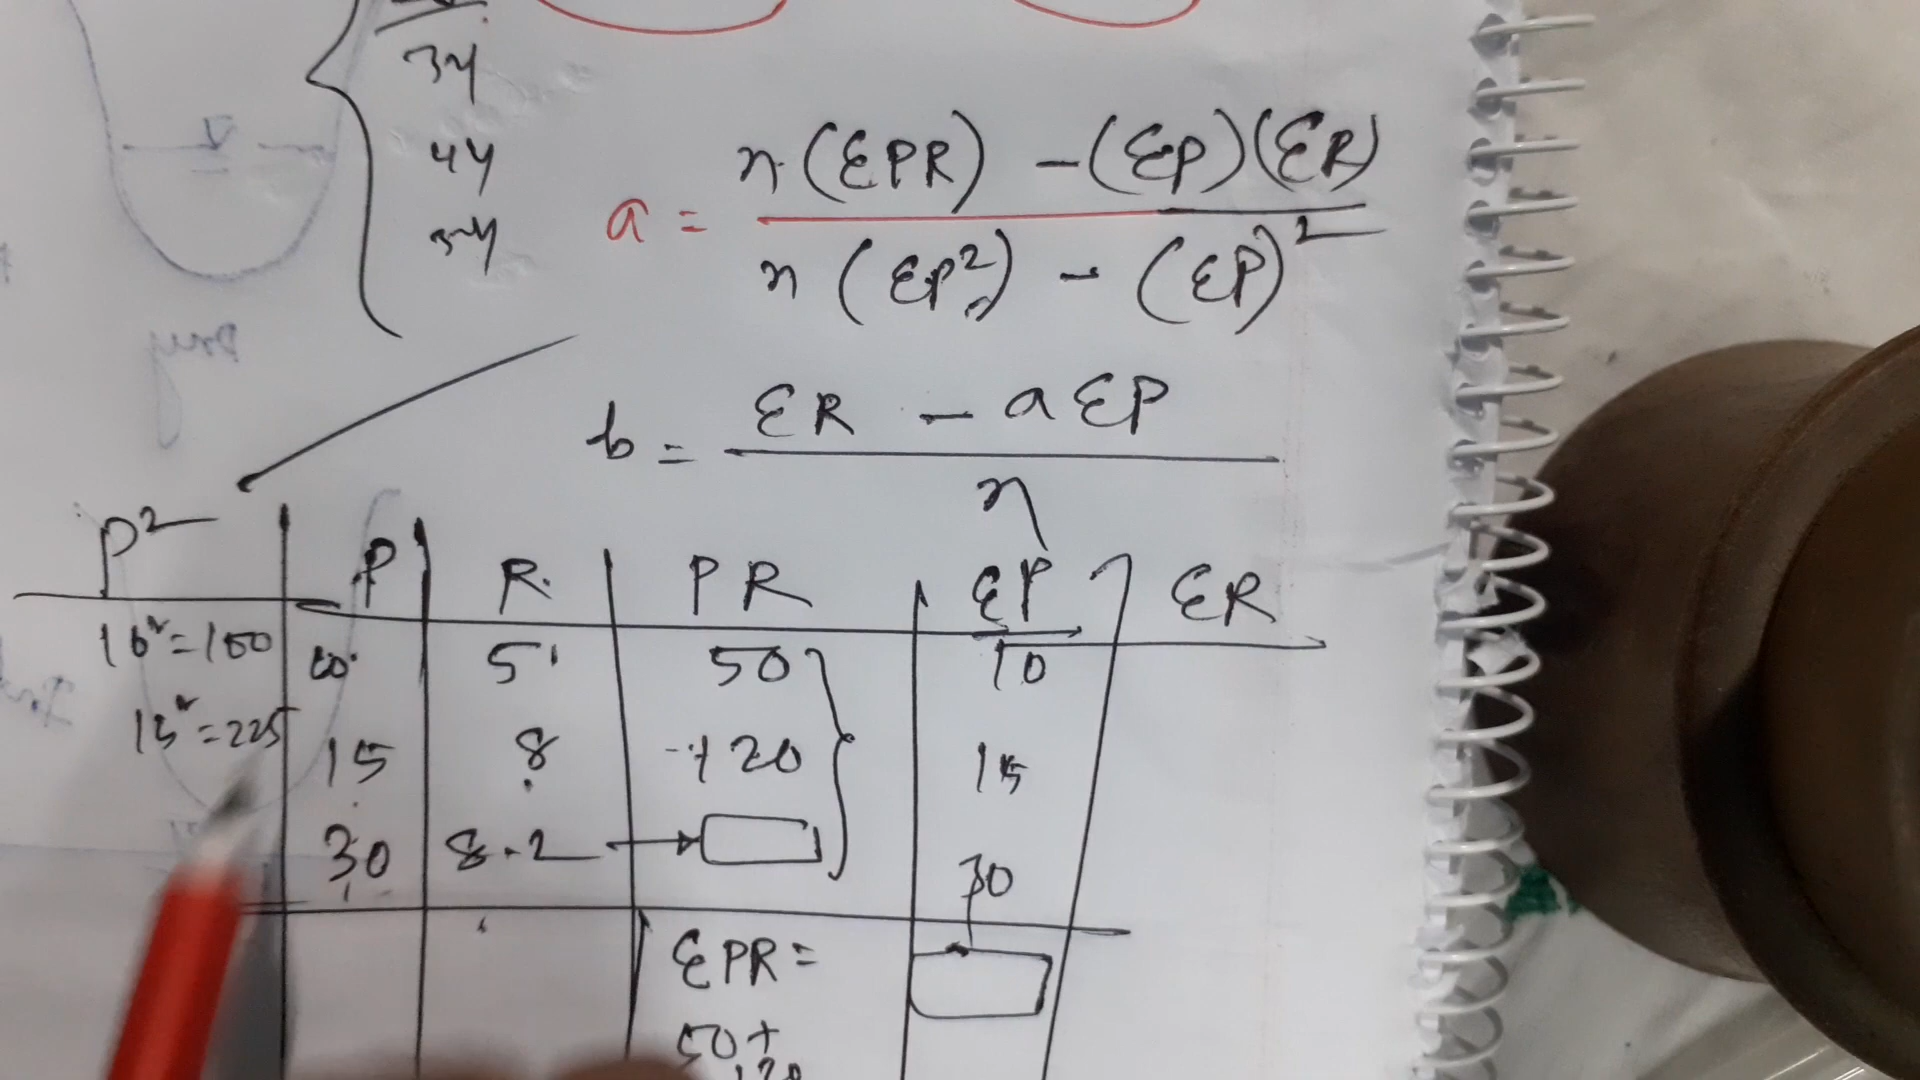 34
44
34
a = n(ΣPR) - (ΣP)(ΣR) / n(ΣP²) - (ΣP)²
b = ΣR - aΣP / n
P² P R PR ΣP ΣR
10² = 100 10 5 50 10
15² = 225 15 8 120 15
30 8.2 30
ΣPR =
50 +
120